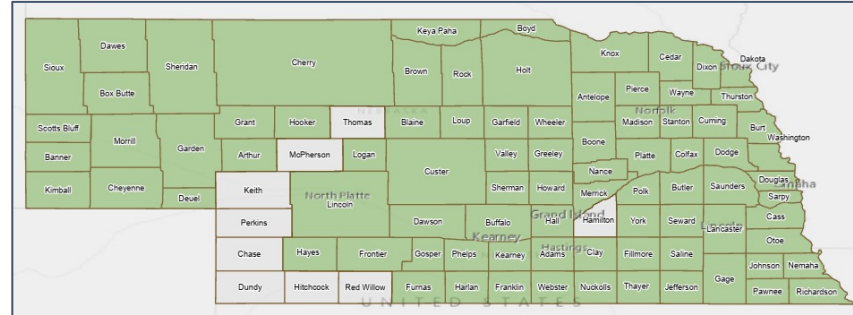 Keya Paha
Boyd
Dawes
Sioux
Sheridan
Cherry
Knox
Cedar
Dakota
Dixon
Sioux City
Brown
Rock
Holt
Box Butte
Antelope
Pierce
Wayne
Thurston
NEBRASKA
Norfolk
Grant
Hooker
Thomas
Blaine
Loup
Garfield
Wheeler
Madison
Stanton
Cuming
Burt
Scotts Bluff
Washington
Morrill
Garden
Boone
Banner
Arthur
McPherson
Logan
Valley
Greeley
Platte
Colfax
Dodge
Custer
Nance
Kimball
Cheyenne
Keith
Sherman
Howard
Merrick
Polk
Butler
Saunders
Douglas
Omaha
Deuel
North Platte
Lincoln
Sarpy
Perkins
Dawson
Buffalo
Grand Island
Hall
Hamilton
York
Seward
Lincoln
Lancaster
Cass
Kearney
Otoe
Hastings
Chase
Hayes
Frontier
Gosper
Phelps
Kearney
Adams
Clay
Fillmore
Saline
Johnson
Nemaha
Gage
Dundy
Hitchcock
Red Willow
Furnas
Harlan
Franklin
Webster
Nuckolls
Thayer
Jefferson
Pawnee
Richardson
UNITED STATES